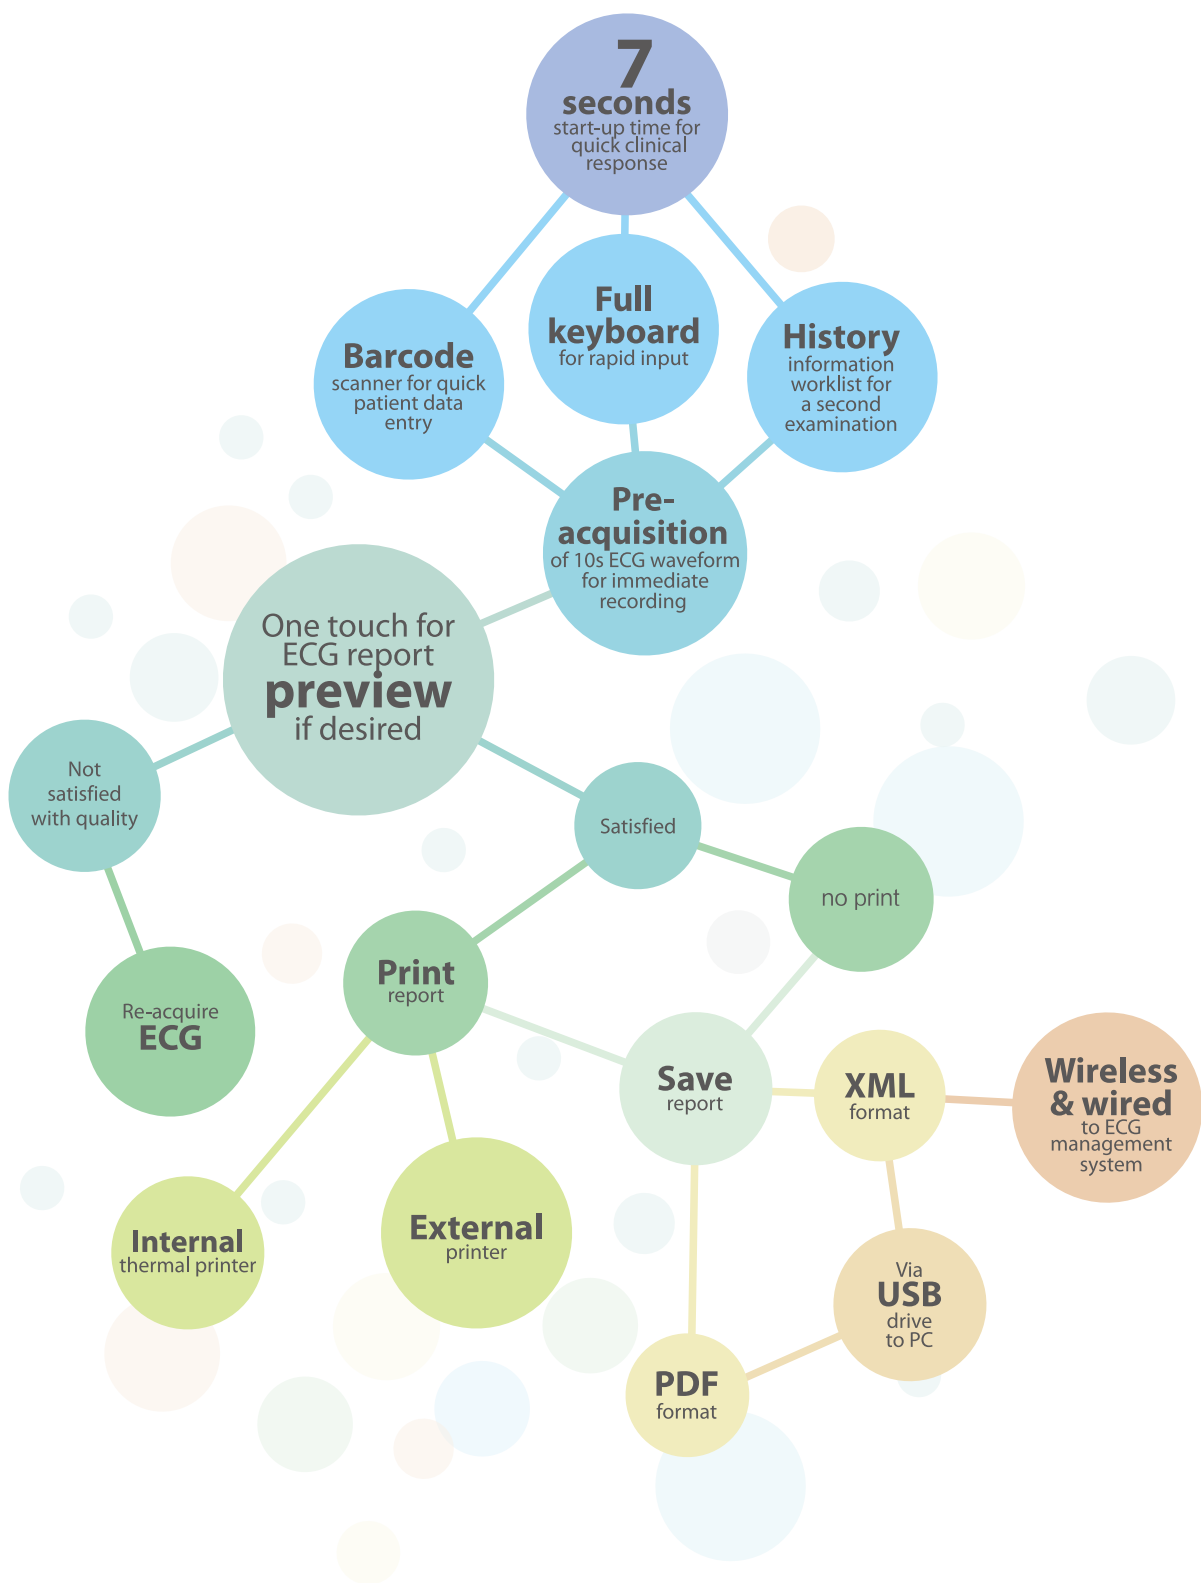 7
seconds
start-up time for
quick clinical
response
Full
keyboard
for rapid input
Barcode
scanner for quick
patient data
entry
History
information
worklist for
a second
examination
Pre-
acquisition
of 10s ECG waveform
for immediate
recording
One touch for
ECG report
preview
if desired
Not
satisfied
with quality
Satisfied
no print
Re-acquire
ECG
Print
report
Save
report
XML
format
Wireless
& wired
to ECG
management
system
Internal
thermal printer
External
printer
Via
USB
drive
to PC
PDF
format